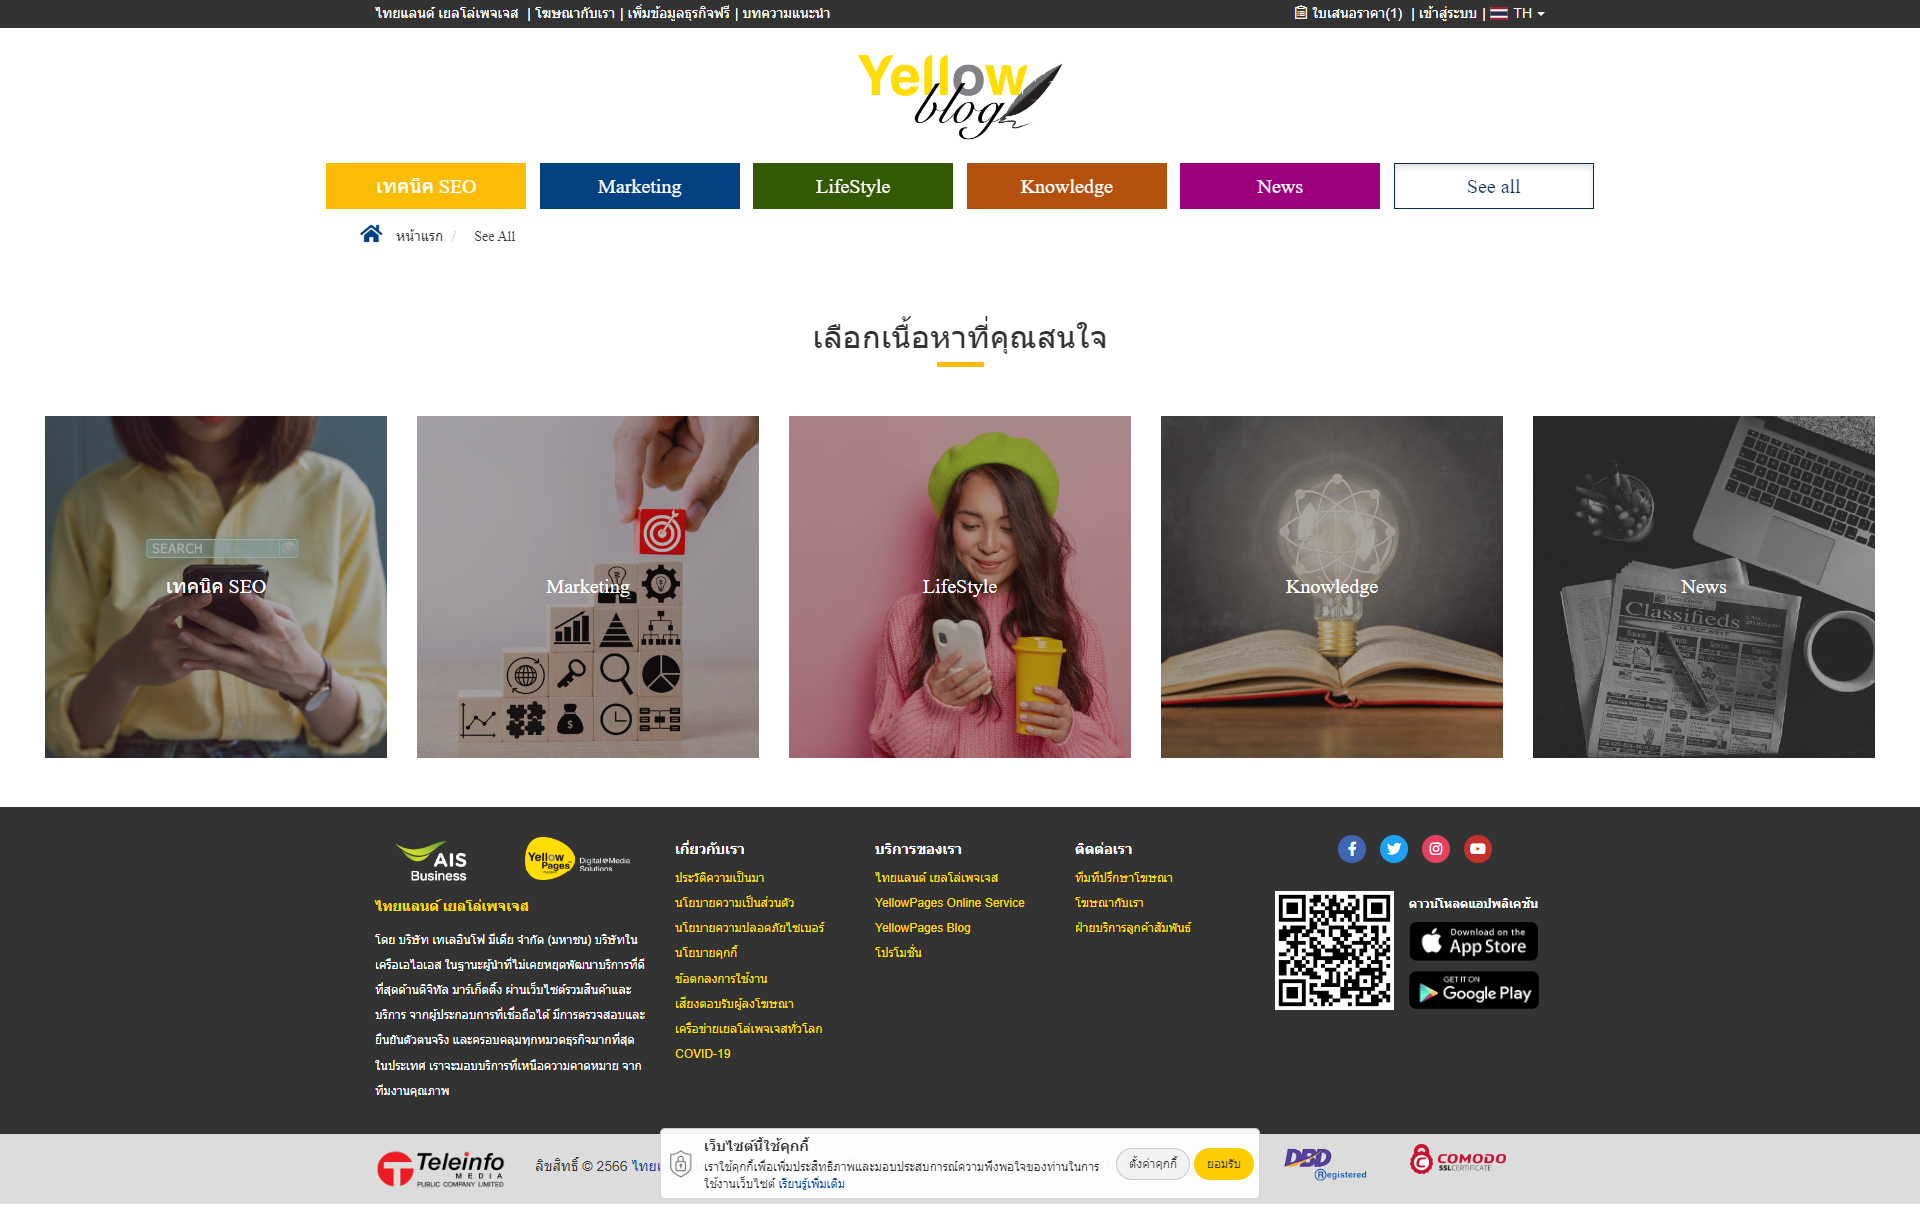 ไทยแลนด์ เยลโล่เพจเจส | โฆษณากับเรา | เพิ่มข้อมูลธุรกิจฟรี | บทความแนะนำ
ใบเสนอราคา(1) | เข้าสู่ระบบ | TH
Yellow
blog
เทคนิค SEO
Marketing
LifeStyle
Knowledge
News
See all
หน้าแรก / See All
เลือกเนื้อหาที่คุณสนใจ
SEARCH
เทคนิค SEO
Marketing
LifeStyle
Knowledge
News
Classifieds
AIS
Business
Yellow
Pages
Digital Media
Solutions
ไทยแลนด์ เยลโล่เพจเจส
โดย บริษัท เทเลอินโฟ มีเดีย จำกัด (มหาชน) บริษัทใน
เครือเอไอเอส ในฐานะผู้นำที่ไม่เคยหยุดพัฒนาบริการที่ดี
ที่สุดด้านดิจิทัล มาร์เก็ตติ้ง ผ่านเว็บไซต์รวมสินค้าและ
บริการ จากผู้ประกอบการที่เชื่อถือได้ มีการตรวจสอบและ
ยืนยันตัวตนจริง และครอบคลุมทุกหมวดธุรกิจมากที่สุด
ในประเทศ เราจะมอบบริการที่เหนือความคาดหมาย จาก
ทีมงานคุณภาพ
เกี่ยวกับเรา
ประวัติความเป็นมา
นโยบายความเป็นส่วนตัว
นโยบายความปลอดภัยไซเบอร์
นโยบายคุกกี้
ข้อตกลงการใช้งาน
เสียงตอบรับผู้ลงโฆษณา
เครือข่ายเยลโล่เพจเจสทั่วโลก
COVID-19
บริการของเรา
ไทยแลนด์ เยลโล่เพจเจส
YellowPages Online Service
YellowPages Blog
โปรโมชั่น
ติดต่อเรา
ทีมที่ปรึกษาโฆษณา
โฆษณากับเรา
ฝ่ายบริการลูกค้าสัมพันธ์
ดาวน์โหลดแอปพลิเคชัน
Download on the
App Store
GET IT ON
Google Play
Teleinfo
MEDIA
PUBLIC COMPANY LIMITED
ลิขสิทธิ์ © 2566 ไทยแ
เว็บไซต์นี้ใช้คุกกี้
เราใช้คุกกี้เพื่อเพิ่มประสิทธิภาพและมอบประสบการณ์ความพึงพอใจของท่านในการ
ใช้งานเว็บไซต์ เรียนรู้เพิ่มเติม
ตั้งค่าคุกกี้
ยอมรับ
DBD
Registered
COMODO
SSL CERTIFICATE